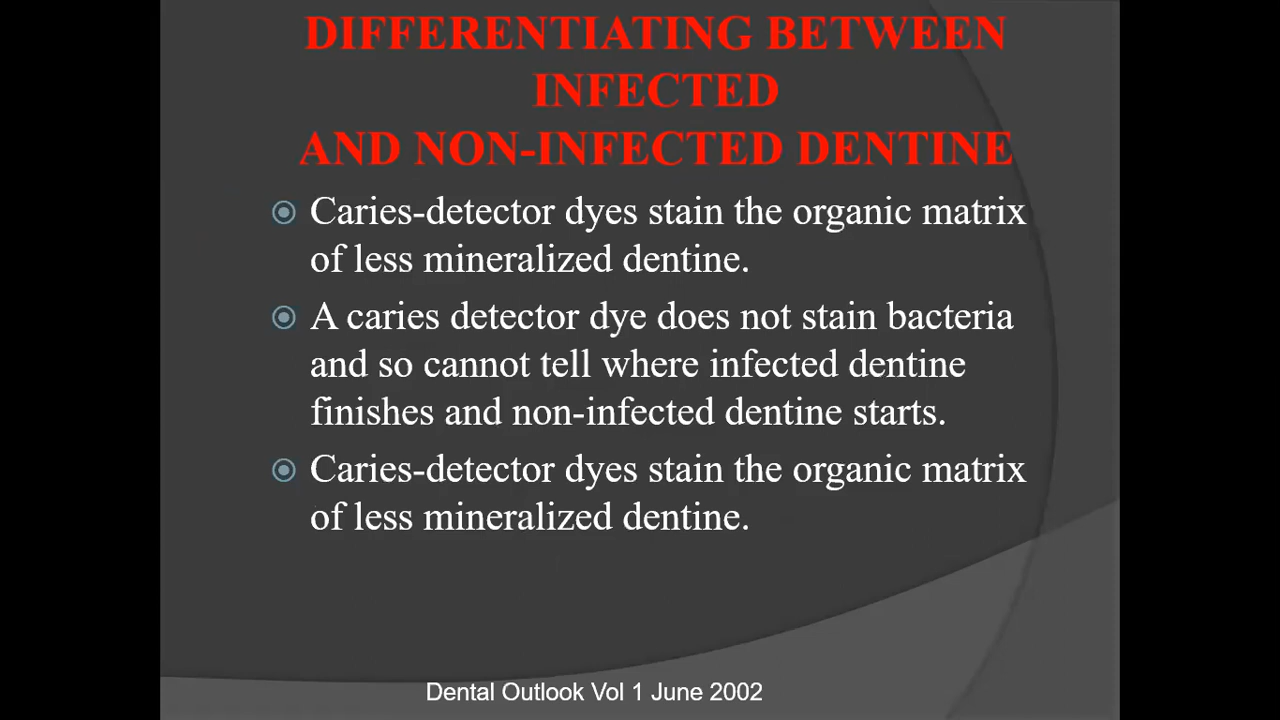 DIFFERENTIATING BETWEEN
INFECTED
AND NON-INFECTED DENTINE
Caries-detector dyes stain the organic matrix
of less mineralized dentine.
A caries detector dye does not stain bacteria
and so cannot tell where infected dentine
finishes and non-infected dentine starts.
Caries-detector dyes stain the organic matrix
of less mineralized dentine.
Dental Outlook Vol 1 June 2002